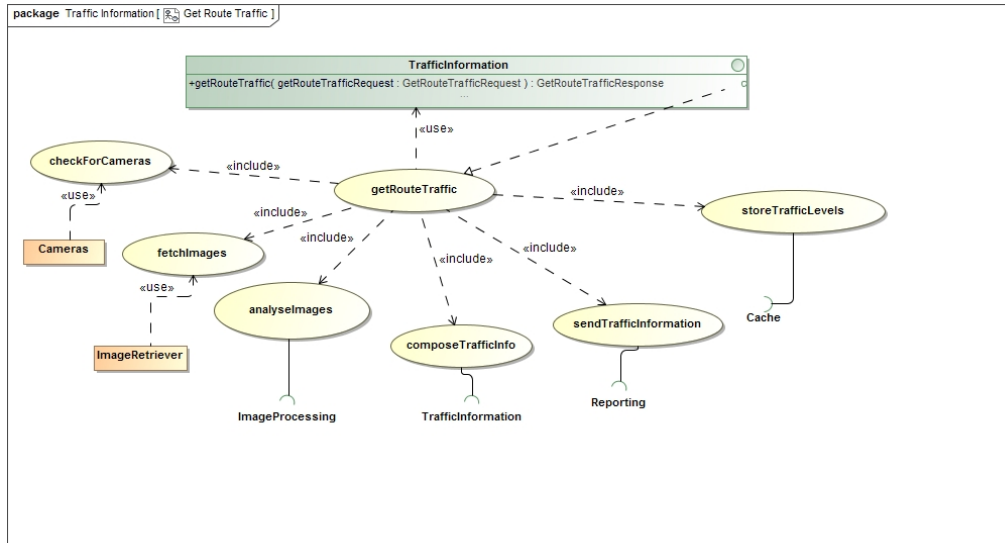 package Traffic Information [ Get Route Traffic ]
TrafficInformation
+getRouteTraffic( getRouteTrafficRequest : GetRouteTrafficRequest ) : GetRouteTrafficResponse
...
«use»
checkForCameras
«include»
getRouteTraffic
«include»
storeTrafficLevels
«use»
«include»
Cameras
fetchImages
«include»
«include»
«include»
«use»
analyseImages
Cache
sendTrafficInformation
composeTrafficInfo
ImageRetriever
Reporting
ImageProcessing
TrafficInformation